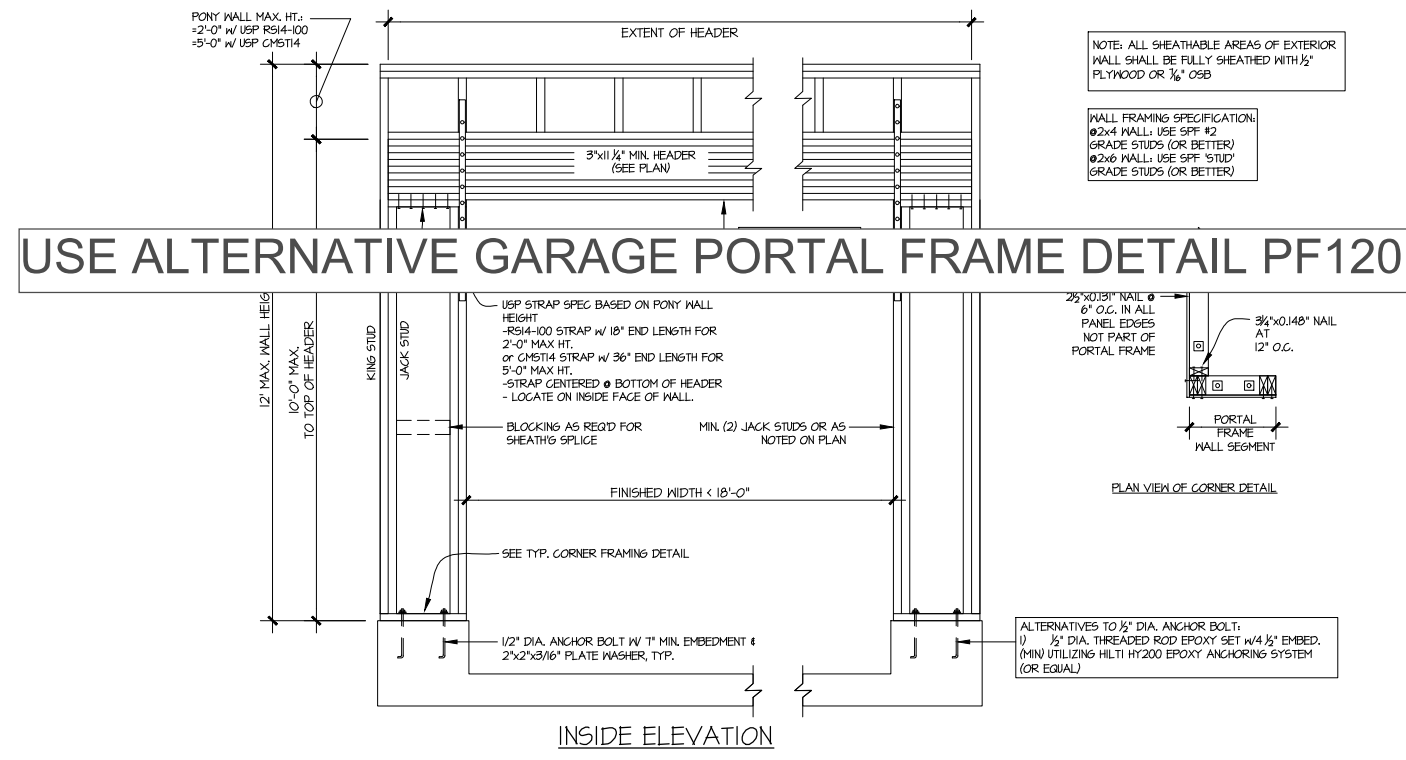 PONY WALL MAX. HT.:
=2'-0" W/ USP RS14-100
=5'-0" W/ USP CMST14
EXTENT OF HEADER
NOTE: ALL SHEATHABLE AREAS OF EXTERIOR
WALL SHALL BE FULLY SHEATHED WITH 1/2"
PLYWOOD OR 7/16" OSB
WALL FRAMING SPECIFICATION:
@2x4 WALL: USE SPF #2
GRADE STUDS (OR BETTER)
@2x6 WALL: USE SPF 'STUD'
GRADE STUDS (OR BETTER)
3"x11 1/4" MIN. HEADER
(SEE PLAN)
USE ALTERNATIVE GARAGE PORTAL FRAME DETAIL PF120
12' MAX. WALL HEIG
10'-0" MAX.
TO TOP OF HEADER
KING STUD
JACK STUD
USP STRAP SPEC BASED ON PONY WALL
HEIGHT
-RS14-100 STRAP W/ 18" END LENGTH FOR
2'-0" MAX HT.
or CMST14 STRAP W/ 36" END LENGTH FOR
5'-0" MAX HT.
-STRAP CENTERED @ BOTTOM OF HEADER
- LOCATE ON INSIDE FACE OF WALL.
2 1/2"x0.131" NAIL @
6" O.C. IN ALL
PANEL EDGES
NOT PART OF
PORTAL FRAME
3 1/4"x0.148" NAIL
AT
12" O.C.
BLOCKING AS REQ'D FOR
SHEATH'G SPLICE
MIN. (2) JACK STUDS OR AS
NOTED ON PLAN
PORTAL
FRAME
WALL SEGMENT
FINISHED WIDTH < 18'-0"
PLAN VIEW OF CORNER DETAIL
SEE TYP. CORNER FRAMING DETAIL
1/2" DIA. ANCHOR BOLT W/ 7" MIN. EMBEDMENT &
2"x2"x3/16" PLATE WASHER, TYP.
ALTERNATIVES TO 1/2" DIA. ANCHOR BOLT:
1) 1/2" DIA. THREADED ROD EPOXY SET W/4 1/2" EMBED.
(MIN) UTILIZING HILTI HY200 EPOXY ANCHORING SYSTEM
(OR EQUAL)
INSIDE ELEVATION